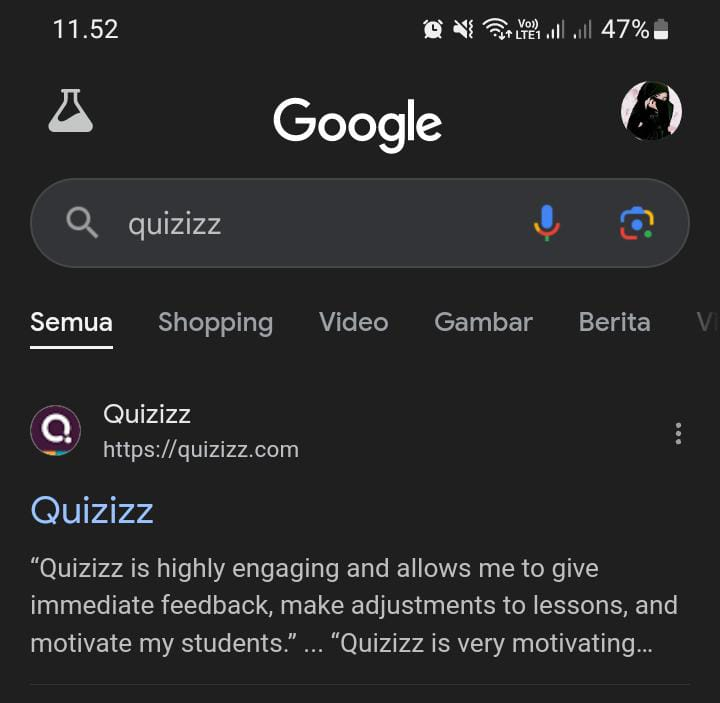 11.52
Vo)) LTE1 47%
Google
quizizz
Semua Shopping Video Gambar Berita
Quizizz
https://quizizz.com
Quizizz
“Quizizz is highly engaging and allows me to give
immediate feedback, make adjustments to lessons, and
motivate my students.” ... “Quizizz is very motivating...